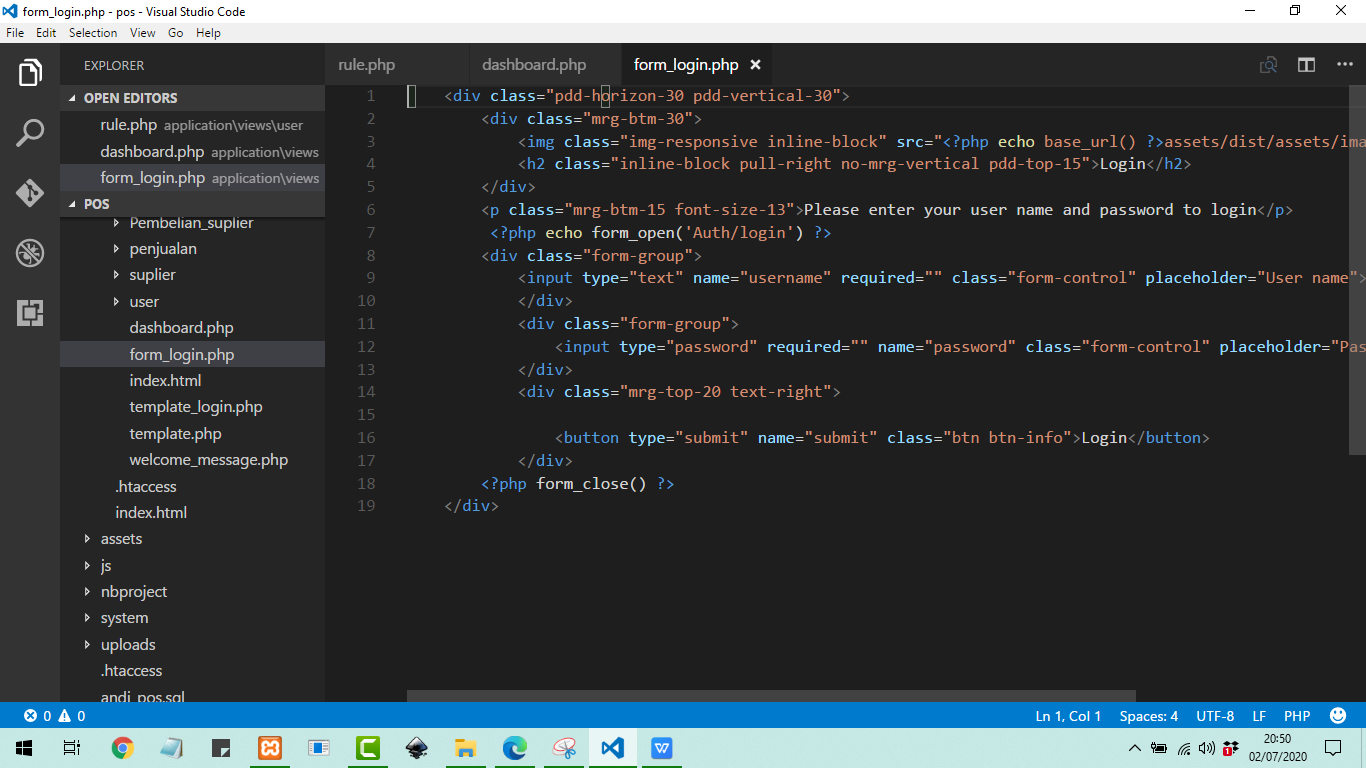 form_login.php - pos - Visual Studio Code
File Edit Selection View Go Help
EXPLORER
OPEN EDITORS
rule.php application\views\user
dashboard.php application\views
form_login.php application\views
POS
Pembelian_suplier
penjualan
suplier
user
dashboard.php
form_login.php
index.html
template_login.php
template.php
welcome_message.php
.htaccess
index.html
assets
js
nbproject
system
uploads
.htaccess
andi_pos.sql
rule.php dashboard.php form_login.php
1 <div class="pdd-horizon-30 pdd-vertical-30">
2 <div class="mrg-btm-30">
3 <img class="img-responsive inline-block" src="<?php echo base_url() ?>assets/dist/assets/ima
4 <h2 class="inline-block pull-right no-mrg-vertical pdd-top-15">Login</h2>
5 </div>
6 <p class="mrg-btm-15 font-size-13">Please enter your user name and password to login</p>
7 <?php echo form_open('Auth/login') ?>
8 <div class="form-group">
9 <input type="text" name="username" required="" class="form-control" placeholder="User name">
10 </div>
11 <div class="form-group">
12 <input type="password" required="" name="password" class="form-control" placeholder="Pas
13 </div>
14 <div class="mrg-top-20 text-right">
15
16 <button type="submit" name="submit" class="btn btn-info">Login</button>
17 </div>
18 <?php form_close() ?>
19 </div>
0 0
Ln 1, Col 1 Spaces: 4 UTF-8 LF PHP
20:50
02/07/2020